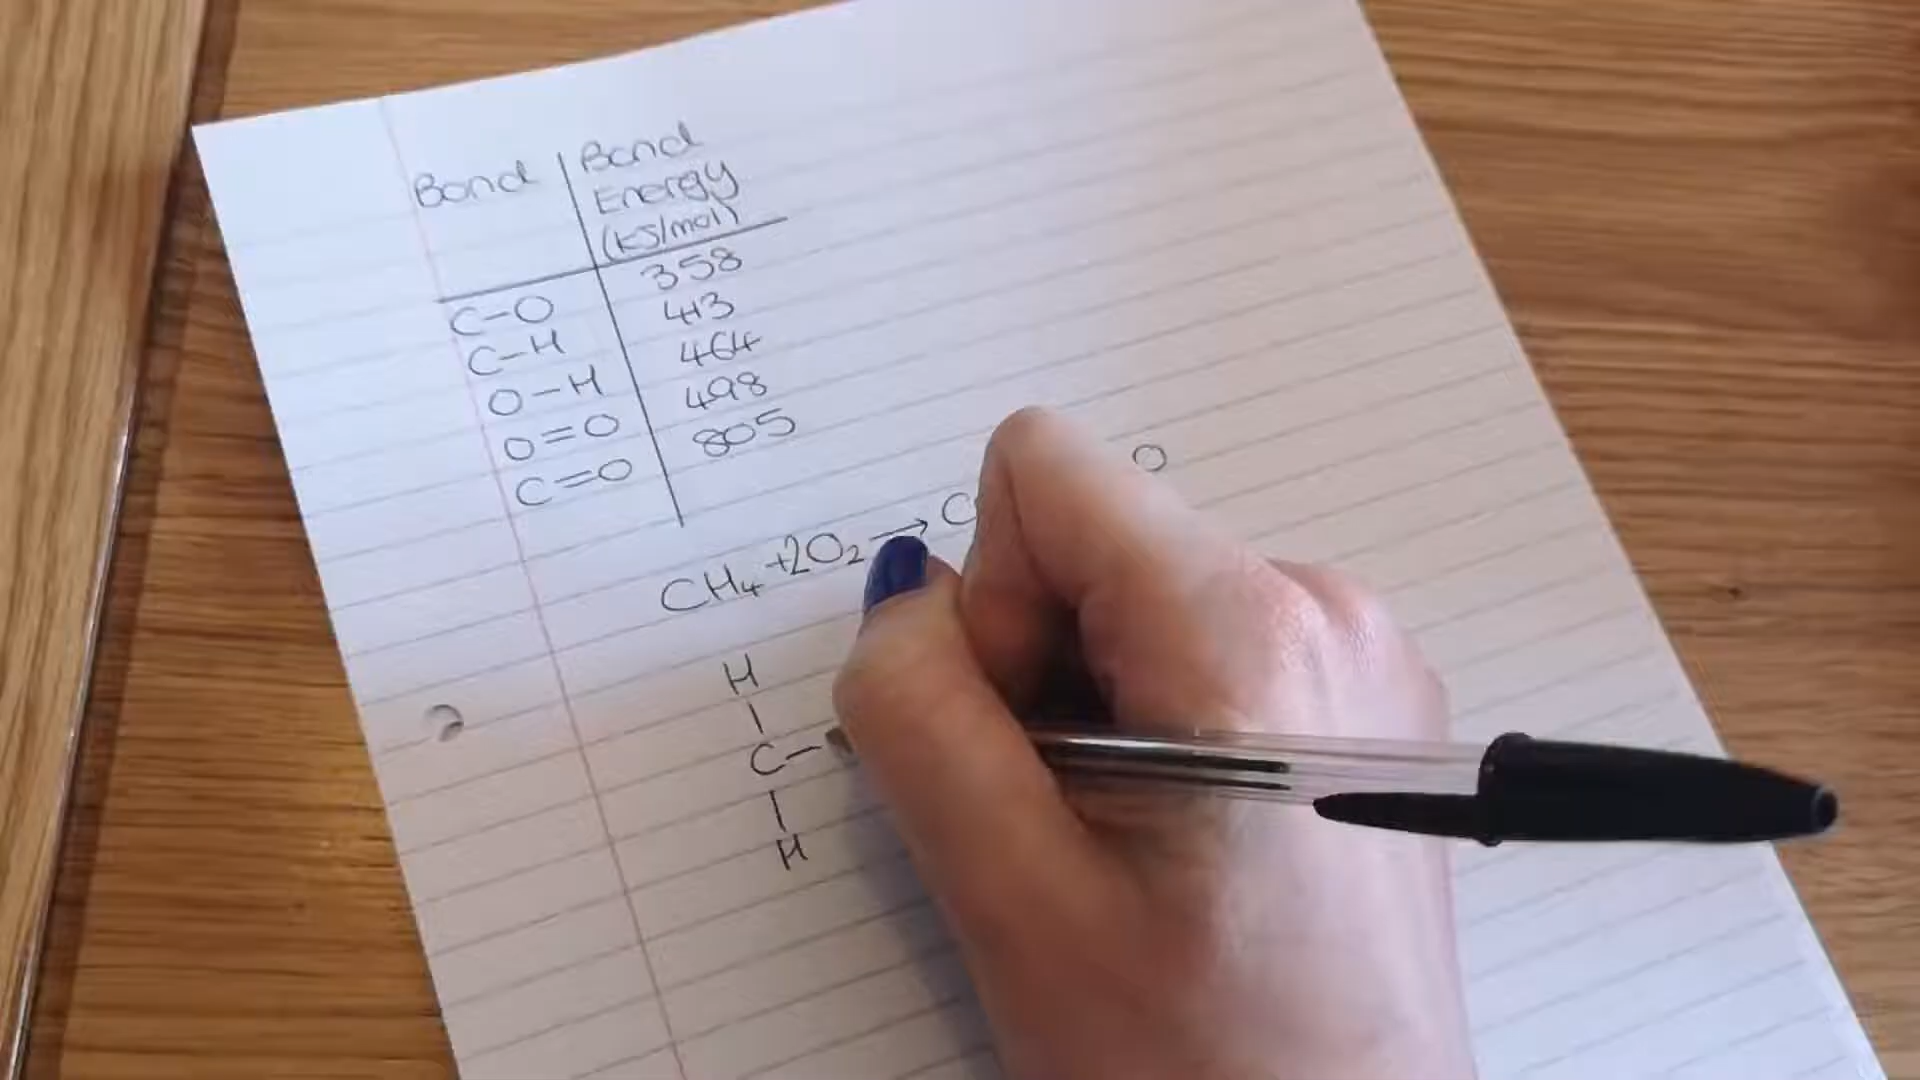 Bond | Bond
Energy
(kJ/mol)
C-O 358
C-H 413
O-H 464
O=O 498
C=O 805
CH₄ +2O₂ → C O
H
|
C-
|
H